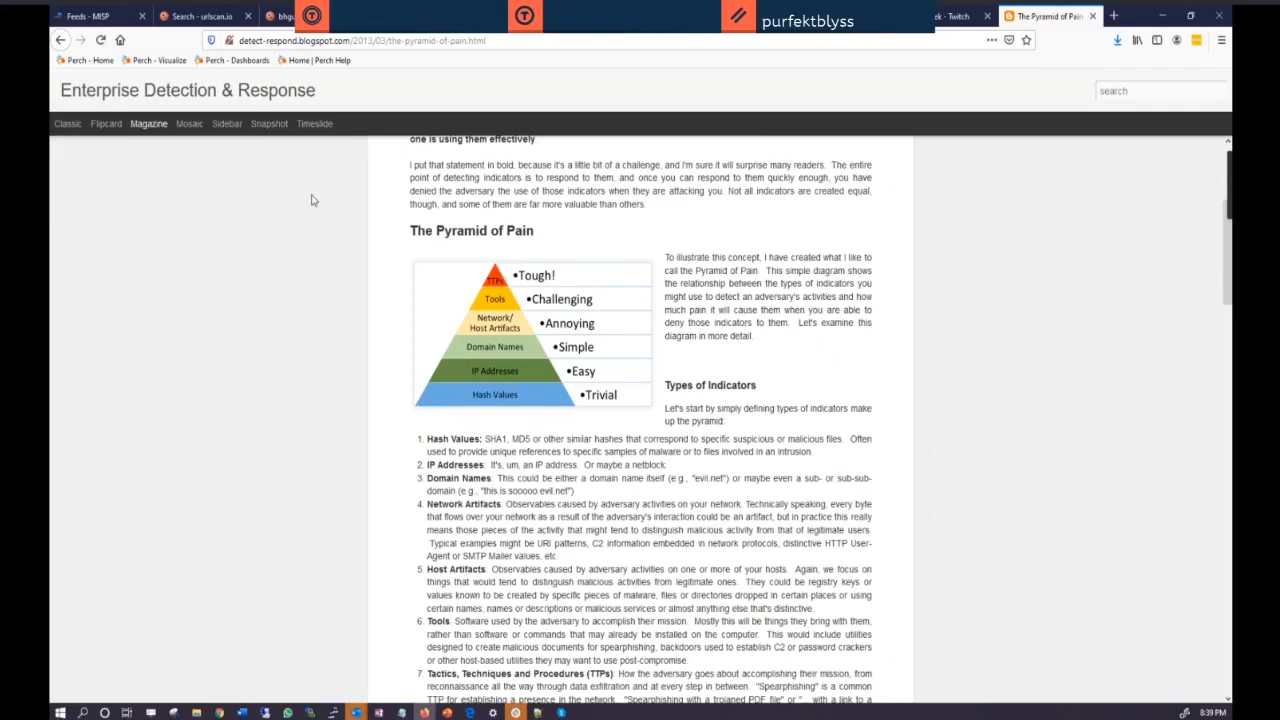 Feeds - MISP
Search - urlscan.io
bhgu
purfektblyss
ek - Twitch
The Pyramid of Pain
detect-respond.blogspot.com/2013/03/the-pyramid-of-pain.html
Perch - Home
Perch - Visualize
Perch - Dashboards
Home | Perch Help
Enterprise Detection & Response
search
Classic
Flipcard
Magazine
Mosaic
Sidebar
Snapshot
Timeslide
one is using them effectively.
I put that statement in bold, because it's a little bit of a challenge, and I'm sure it will surprise many readers. The entire
point of detecting indicators is to respond to them, and once you can respond to them quickly enough, you have
denied the adversary the use of those indicators when they are attacking you. Not all indicators are created equal,
though, and some of them are far more valuable than others.
The Pyramid of Pain
TTPs
•Tough!
Tools
•Challenging
Network/
Host Artifacts
•Annoying
Domain Names
•Simple
IP Addresses
•Easy
Hash Values
•Trivial
To illustrate this concept, I have created what I like to
call the Pyramid of Pain. This simple diagram shows
the relationship between the types of indicators you
might use to detect an adversary's activities and how
much pain it will cause them when you are able to
deny those indicators to them. Let's examine this
diagram in more detail.
Types of Indicators
Let's start by simply defining types of indicators make
up the pyramid:
1. Hash Values: SHA1, MD5 or other similar hashes that correspond to specific suspicious or malicious files. Often
used to provide unique references to specific samples of malware or to files involved in an intrusion.
2. IP Addresses: It's, um, an IP address. Or maybe a netblock.
3. Domain Names: This could be either a domain name itself (e.g., "evil.net") or maybe even a sub- or sub-sub-
domain (e.g., "this.is.sooooo.evil.net")
4. Network Artifacts: Observables caused by adversary activities on your network. Technically speaking, every byte
that flows over your network as a result of the adversary's interaction could be an artifact, but in practice this really
means those pieces of the activity that might tend to distinguish malicious activity from that of legitimate users.
Typical examples might be URI patterns, C2 information embedded in network protocols, distinctive HTTP User-
Agent or SMTP Mailer values, etc.
5. Host Artifacts: Observables caused by adversary activities on one or more of your hosts. Again, we focus on
things that would tend to distinguish malicious activities from legitimate ones. They could be registry keys or
values known to be created by specific pieces of malware, files or directories dropped in certain places or using
certain names, names or descriptions or malicious services or almost anything else that's distinctive.
6. Tools: Software used by the adversary to accomplish their mission. Mostly this will be things they bring with them,
rather than software or commands that may already be installed on the computer. This would include utilities
designed to create malicious documents for spearphishing, backdoors used to establish C2 or password crackers
or other host-based utilities they may want to use post-compromise.
7. Tactics, Techniques and Procedures (TTPs): How the adversary goes about accomplishing their mission, from
reconnaissance all the way through data exfiltration and at every step in between. "Spearphishing" is a common
TTP for establishing a presence in the network. "Spearphishing with a trojaned PDF file" or "... with a link to a
8:39 PM